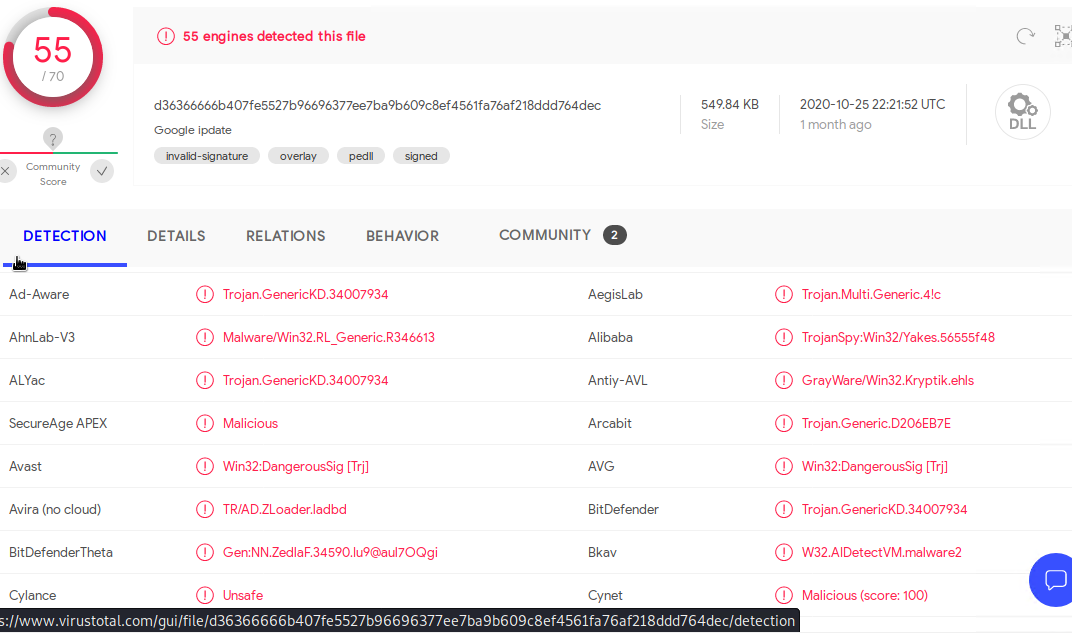 55
/ 70
?
Community
Score
55 engines detected this file
d36366666b407fe5527b96696377ee7ba9b609c8ef4561fa76af218ddd764dec
Google ipdate
invalid-signature overlay pedll signed
549.84 KB
Size
2020-10-25 22:21:52 UTC
1 month ago
DLL
DETECTION DETAILS RELATIONS BEHAVIOR COMMUNITY 2
Ad-Aware Trojan.GenericKD.34007934 AegisLab Trojan.Multi.Generic.4!c
AhnLab-V3 Malware/Win32.RL_Generic.R346613 Alibaba TrojanSpy:Win32/Yakes.56555f48
ALYac Trojan.GenericKD.34007934 Antiy-AVL GrayWare/Win32.Kryptik.ehls
SecureAge APEX Malicious Arcabit Trojan.Generic.D206EB7E
Avast Win32:DangerousSig [Trj] AVG Win32:DangerousSig [Trj]
Avira (no cloud) TR/AD.ZLoader.ladbd BitDefender Trojan.GenericKD.34007934
BitDefenderTheta Gen:NN.ZedlaF.34590.Iu9@aul7OQgi Bkav W32.AIDetectVM.malware2
Cylance Unsafe Cynet Malicious (score: 100)
s://www.virustotal.com/gui/file/d36366666b407fe5527b96696377ee7ba9b609c8ef4561fa76af218ddd764dec/detection